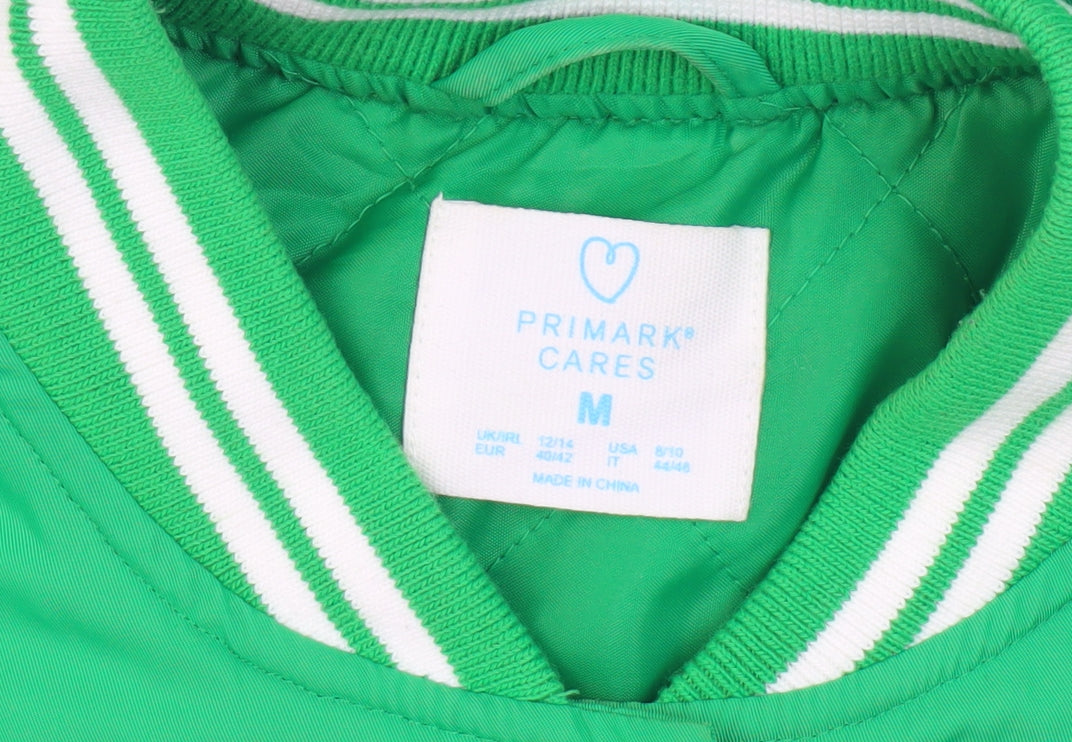 PRIMARK®
CARES
M
UK/IRL 12/14 USA 8/10
EUR 40/42 IT 44/46
MADE IN CHINA